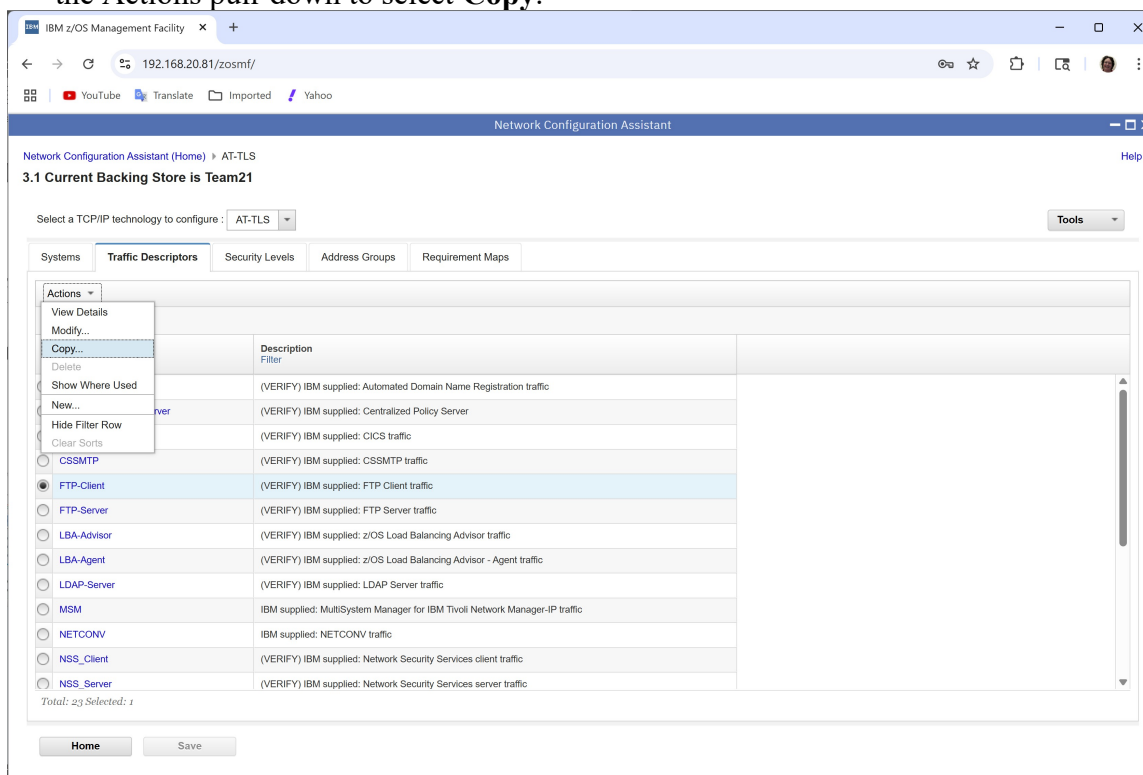 the Actions pull-down to select Copy.
IBM z/OS Management Facility
192.168.20.81/zosmf/
YouTube Translate Imported Yahoo
Network Configuration Assistant
Network Configuration Assistant (Home) AT-TLS Help
3.1 Current Backing Store is Team21
Select a TCP/IP technology to configure : AT-TLS Tools
Systems Traffic Descriptors Security Levels Address Groups Requirement Maps
Actions
View Details
Modify...
Copy...
Delete
Show Where Used
New...
Hide Filter Row
Clear Sorts
Description
Filter
(VERIFY) IBM supplied: Automated Domain Name Registration traffic
rver (VERIFY) IBM supplied: Centralized Policy Server
(VERIFY) IBM supplied: CICS traffic
CSSMTP (VERIFY) IBM supplied: CSSMTP traffic
FTP-Client (VERIFY) IBM supplied: FTP Client traffic
FTP-Server (VERIFY) IBM supplied: FTP Server traffic
LBA-Advisor (VERIFY) IBM supplied: z/OS Load Balancing Advisor traffic
LBA-Agent (VERIFY) IBM supplied: z/OS Load Balancing Advisor - Agent traffic
LDAP-Server (VERIFY) IBM supplied: LDAP Server traffic
MSM IBM supplied: MultiSystem Manager for IBM Tivoli Network Manager-IP traffic
NETCONV IBM supplied: NETCONV traffic
NSS_Client (VERIFY) IBM supplied: Network Security Services client traffic
NSS_Server (VERIFY) IBM supplied: Network Security Services server traffic
Total: 23 Selected: 1
Home Save